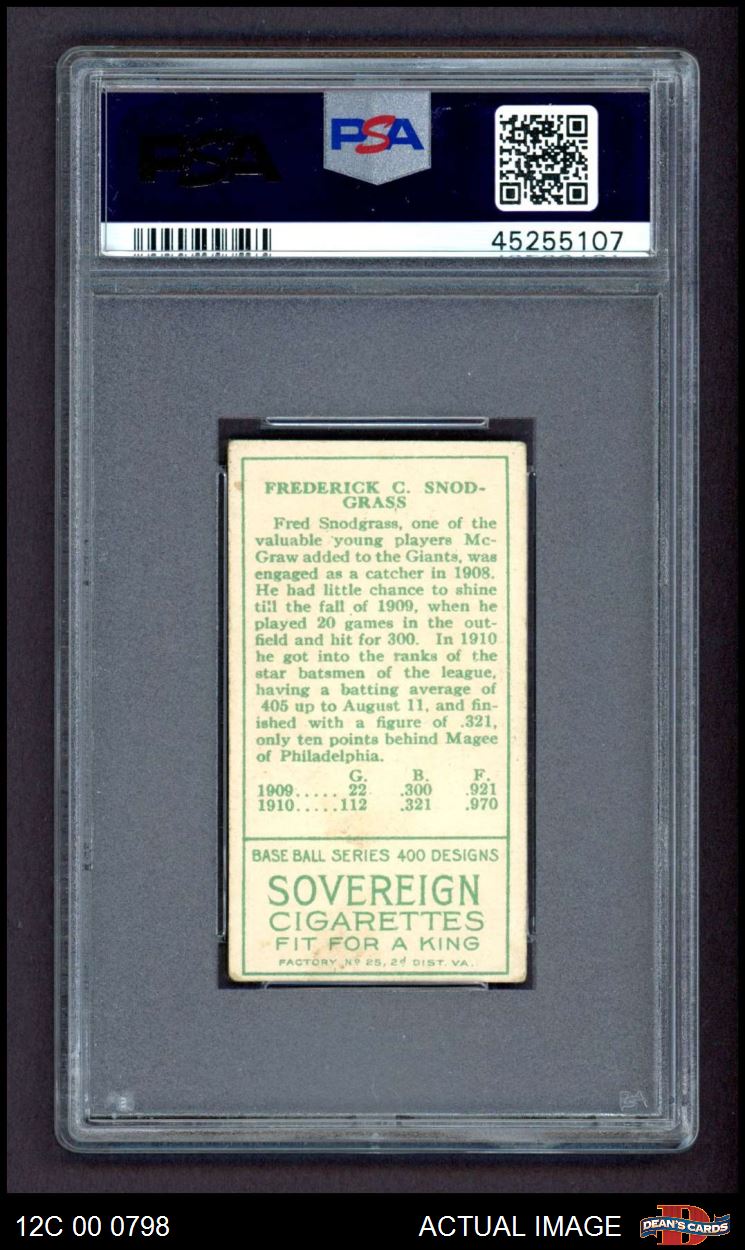 PSA
PSA
45255107
FREDERICK C. SNOD-
GRASS
Fred Snodgrass, one of the
valuable young players Mc-
Graw added to the Giants, was
engaged as a catcher in 1908.
He had little chance to shine
till the fall of 1909, when he
played 20 games in the out-
field and hit for 300. In 1910
he got into the ranks of the
star batsmen of the league,
having a batting average of
405 up to August 11, and fin-
ished with a figure of .321,
only ten points behind Magee
of Philadelphia.
G. B. F.
1909..... 22 .300 .921
1910.....112 .321 .970
BASE BALL SERIES 400 DESIGNS
SOVEREIGN
CIGARETTES
FIT FOR A KING
FACTORY Nº 25, 2d DIST. VA.
12C 00 0798
ACTUAL IMAGE
D
DEAN'S CARDS